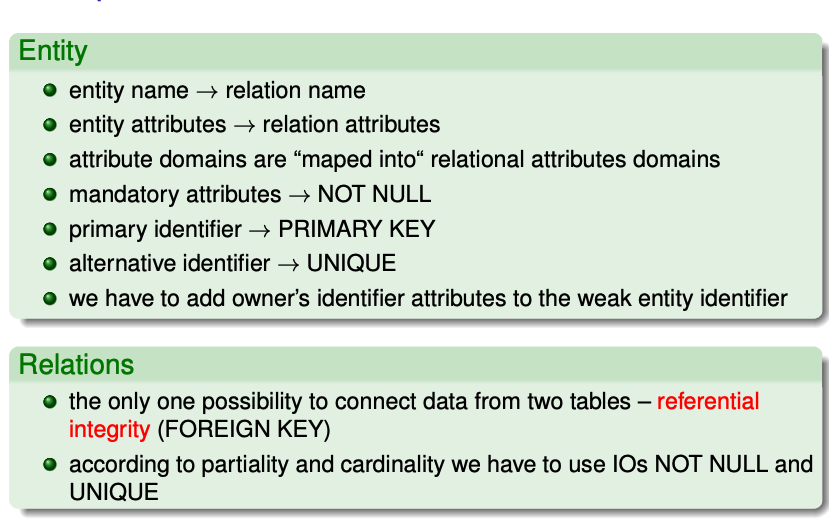 Entity
entity name → relation name
entity attributes → relation attributes
attribute domains are “maped into“ relational attributes domains
mandatory attributes → NOT NULL
primary identifier → PRIMARY KEY
alternative identifier → UNIQUE
we have to add owner’s identifier attributes to the weak entity identifier
Relations
the only one possibility to connect data from two tables – referential
integrity (FOREIGN KEY)
according to partiality and cardinality we have to use IOs NOT NULL and
UNIQUE